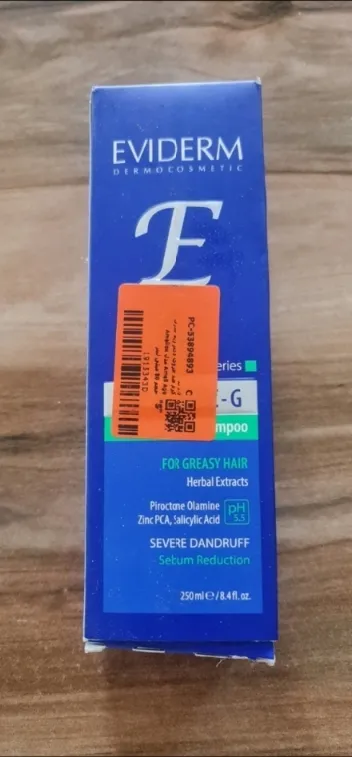 EVIDERM
DERMOCOSMETIC
E
PC-53894893
eries
-G
mpoo
FOR GREASY HAIR
Herbal Extracts
Piroctone Olamine
Zinc PCA, Salicylic Acid
pH
5.5
SEVERE DANDRUFF
Sebum Reduction
250 ml ℮ / 8.4 fl. oz.